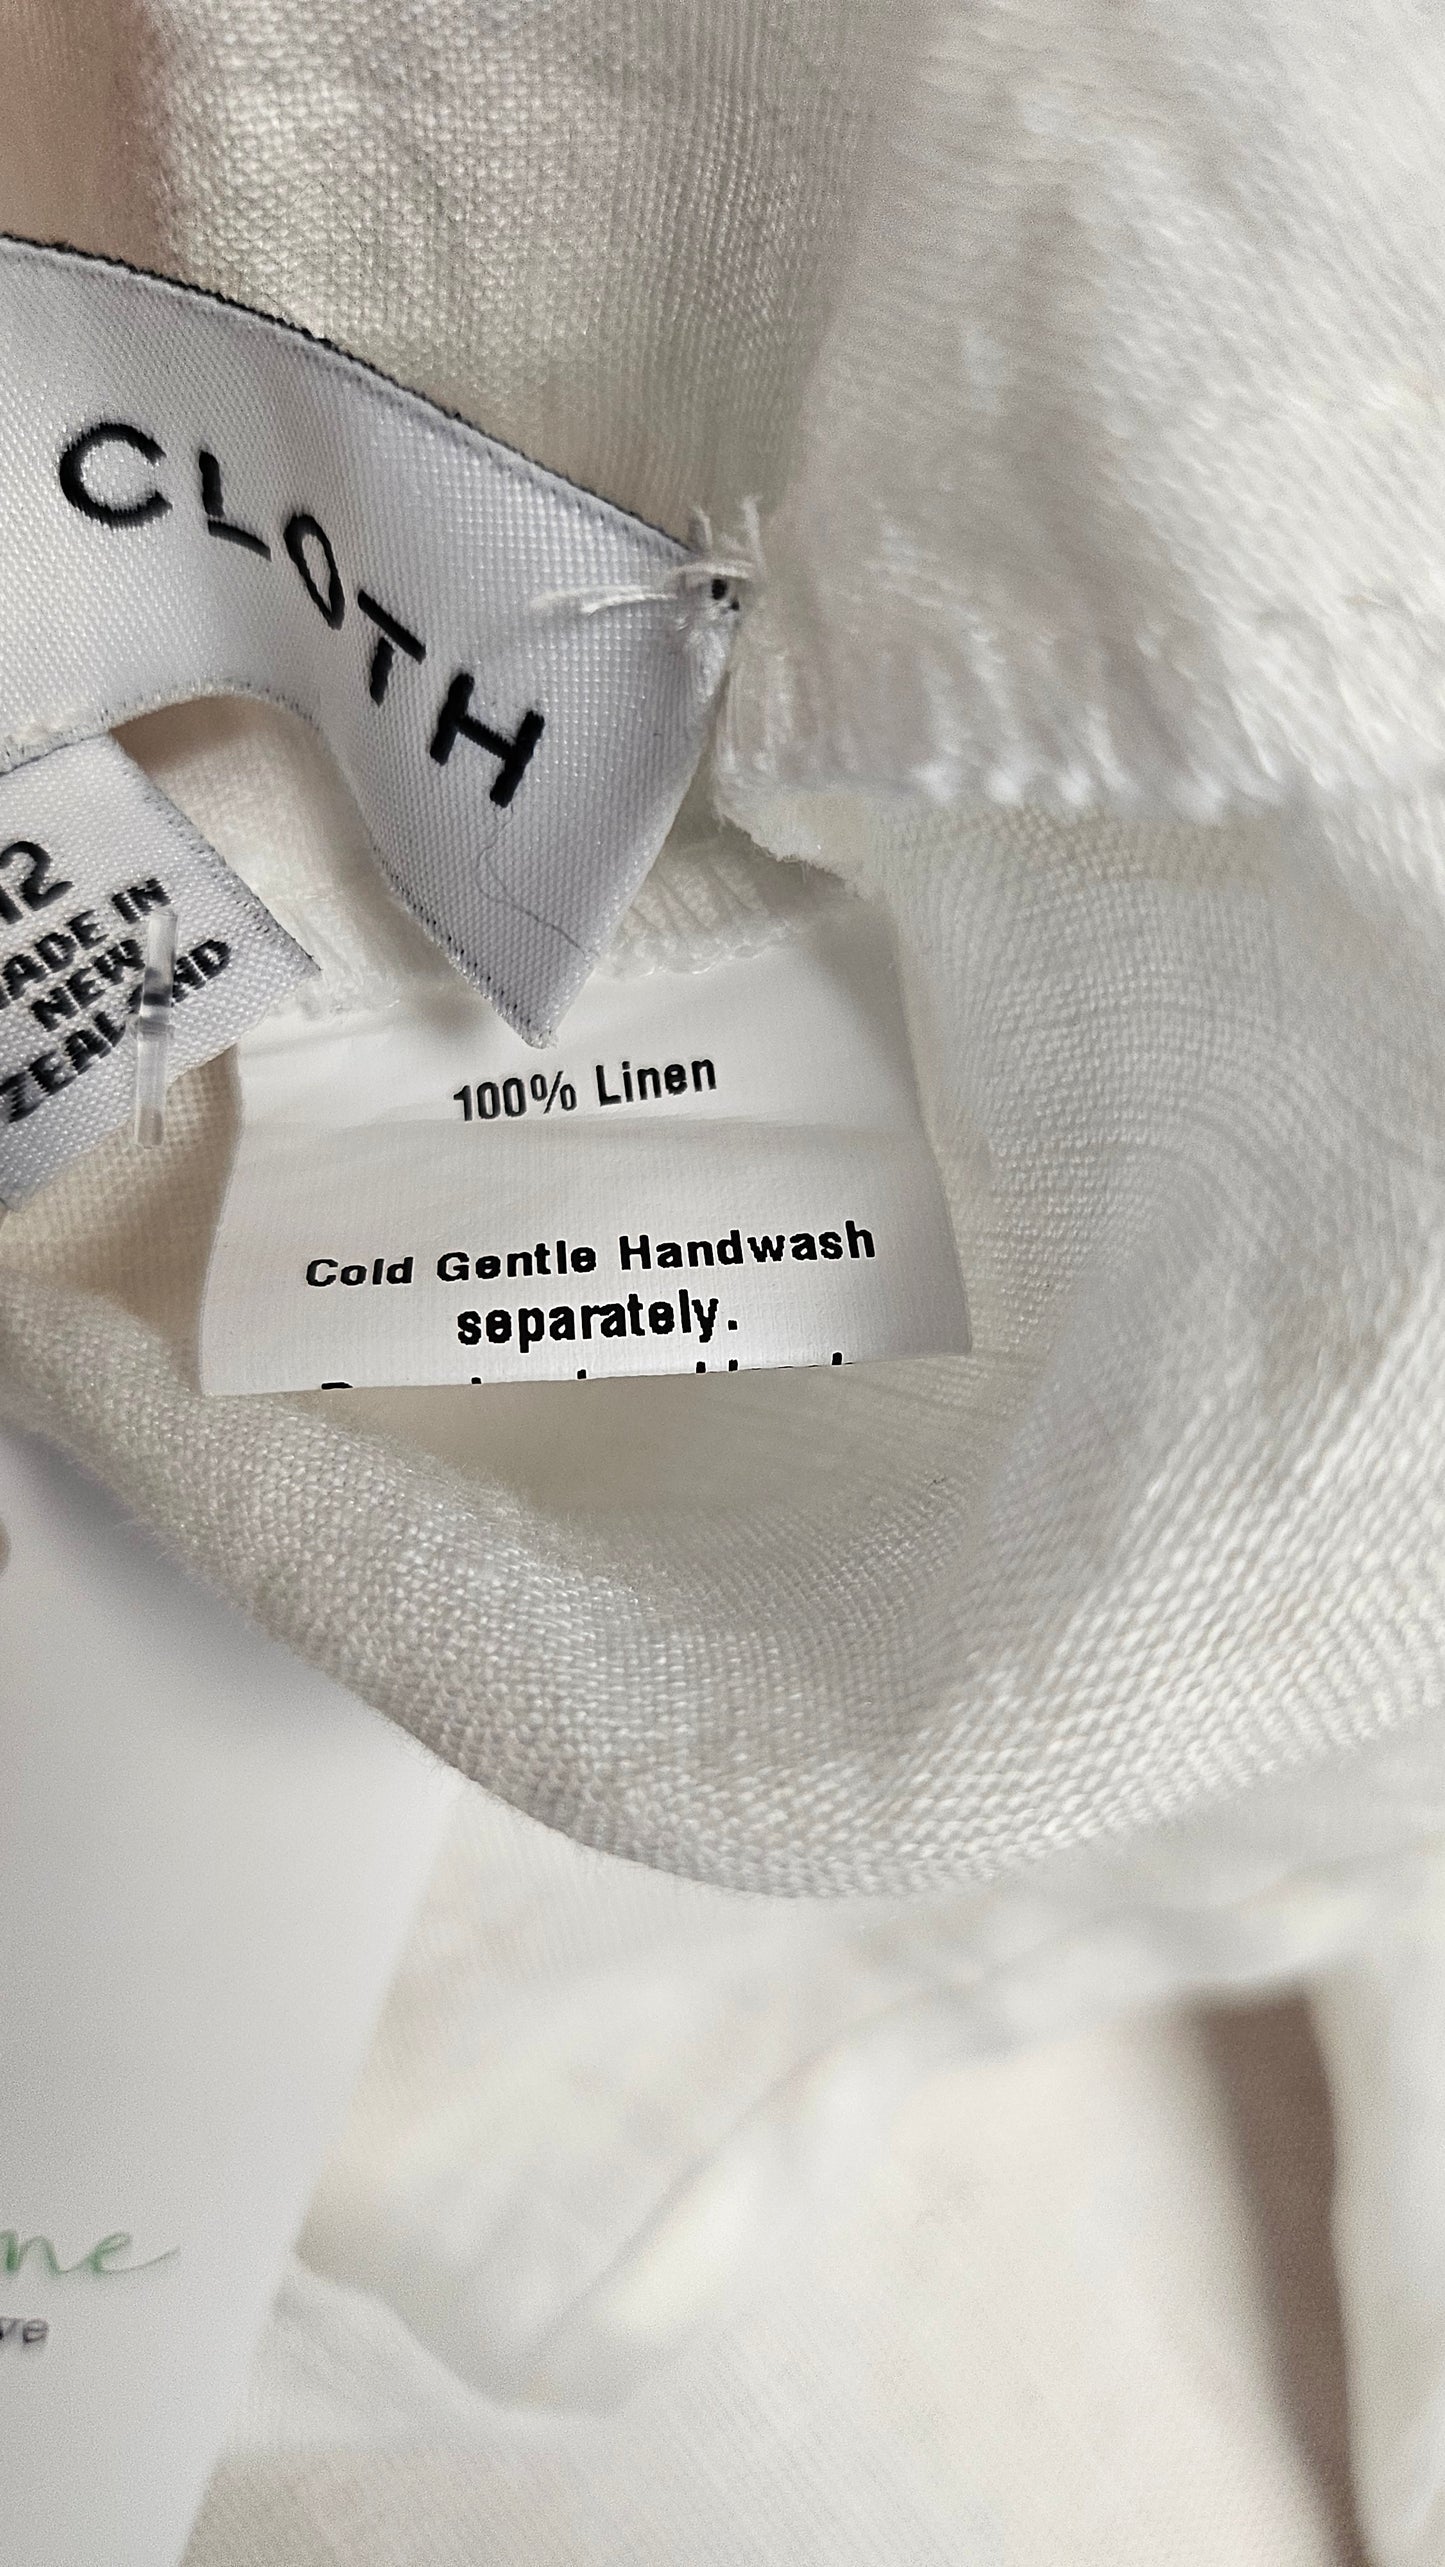 CLOTH
12
MADE IN
NEW
ZEALAND
100% Linen
Cold Gentle Handwash
separately.